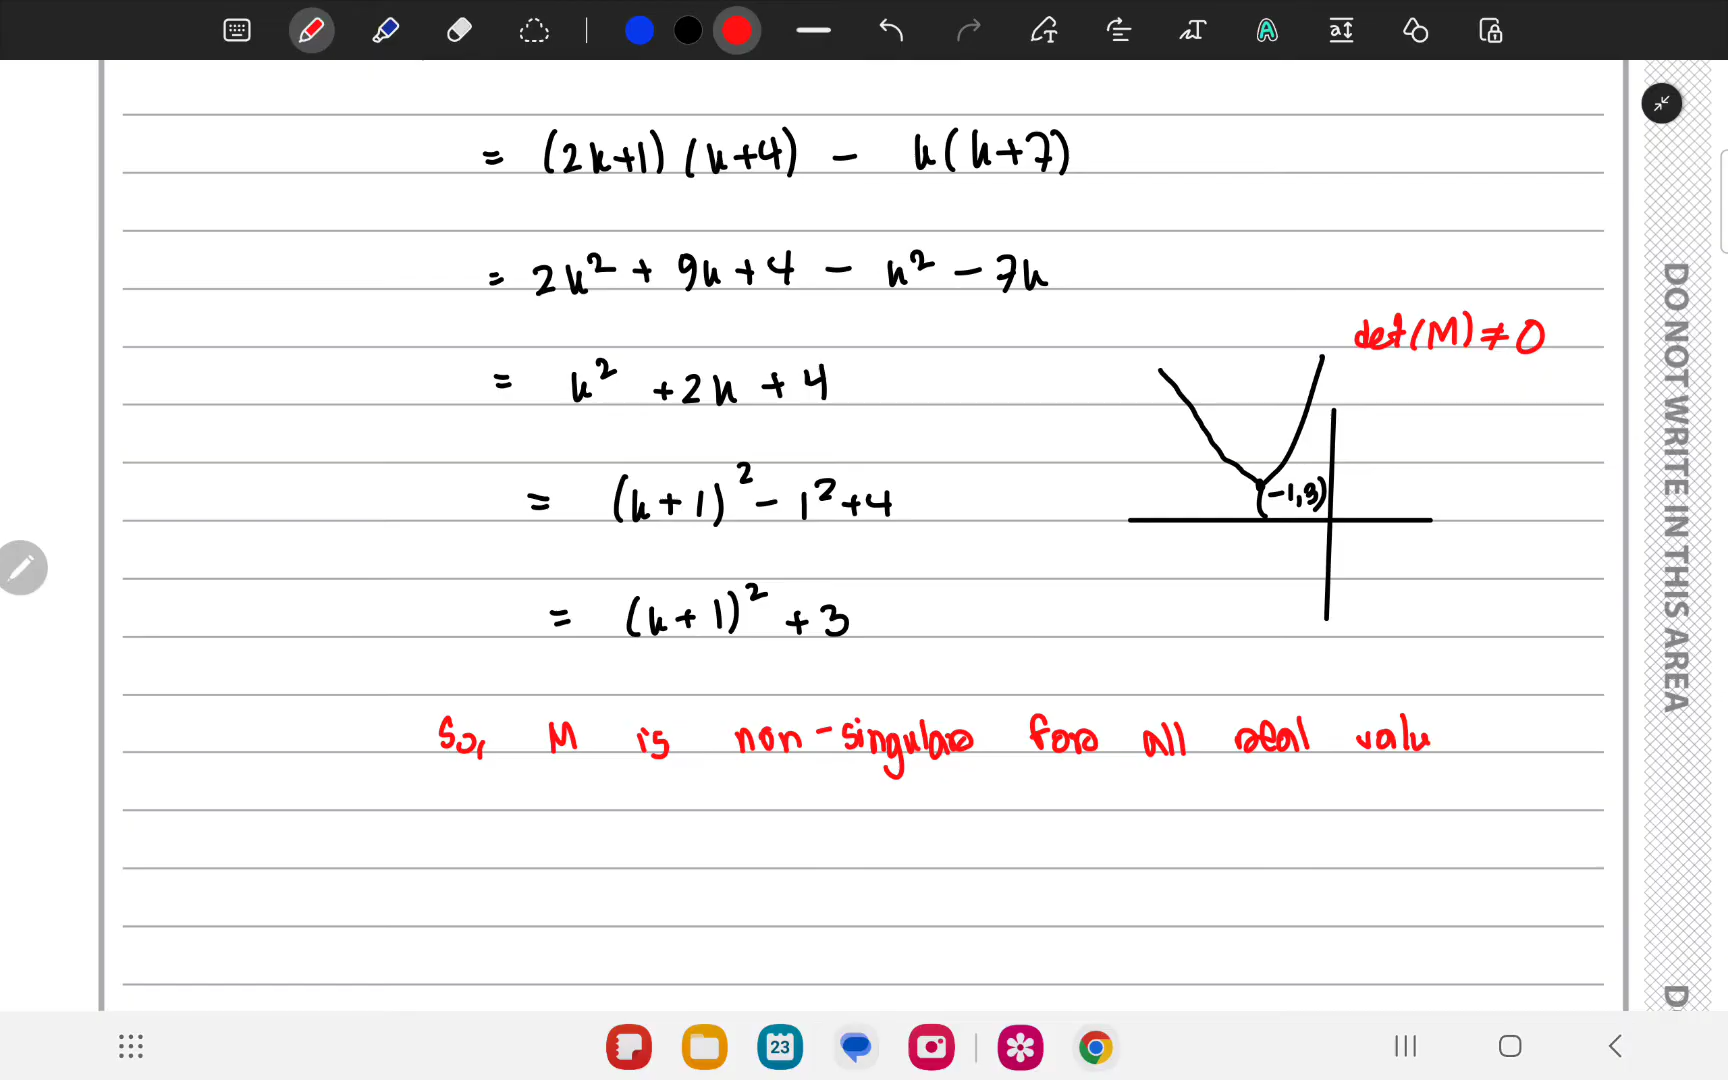 = (2k+1) (k+4) - k(k+7)
= 2k² + 9k + 4 - k² - 7k
det(M) ≠ 0
= k² + 2k + 4
(-1,3)
= (k+1)² - 1² + 4
= (k+1)² + 3
So, M is non-singular for all real valu
DO NOT WRITE IN THIS AREA
D
23